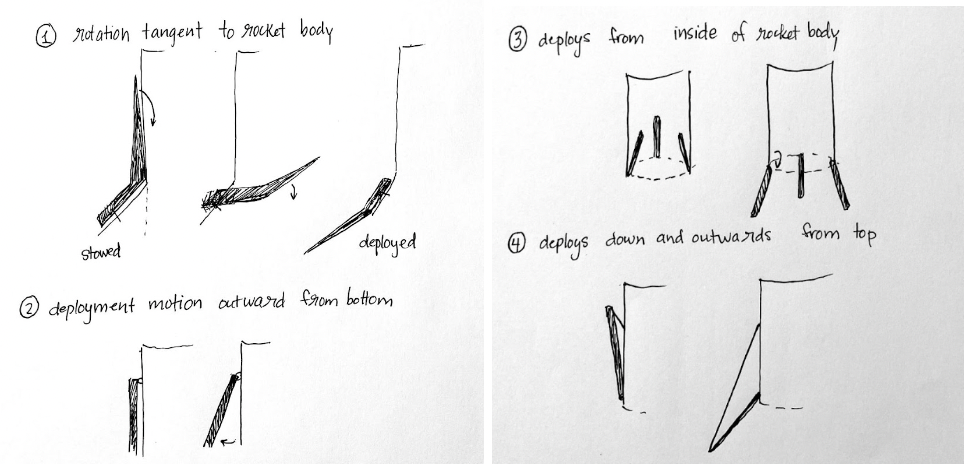 ① rotation tangent to rocket body
stowed
deployed
② deployment motion outward from bottom
③ deploys from inside of rocket body
④ deploys down and outwards from top